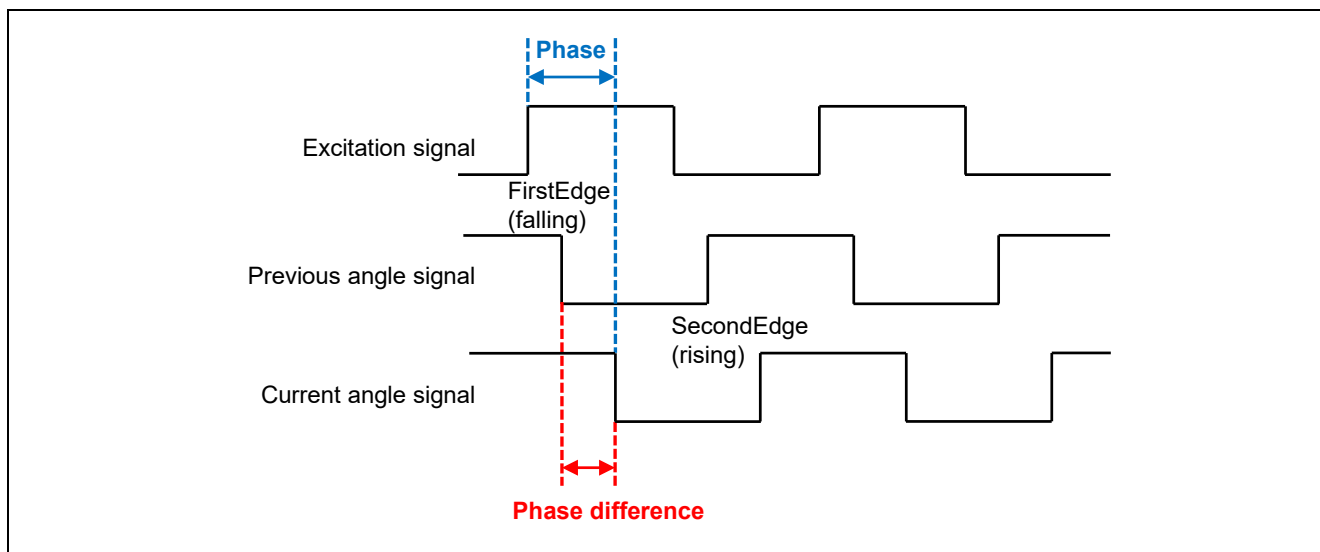 Phase
Excitation signal
FirstEdge
(falling)
Previous angle signal
SecondEdge
(rising)
Current angle signal
Phase difference